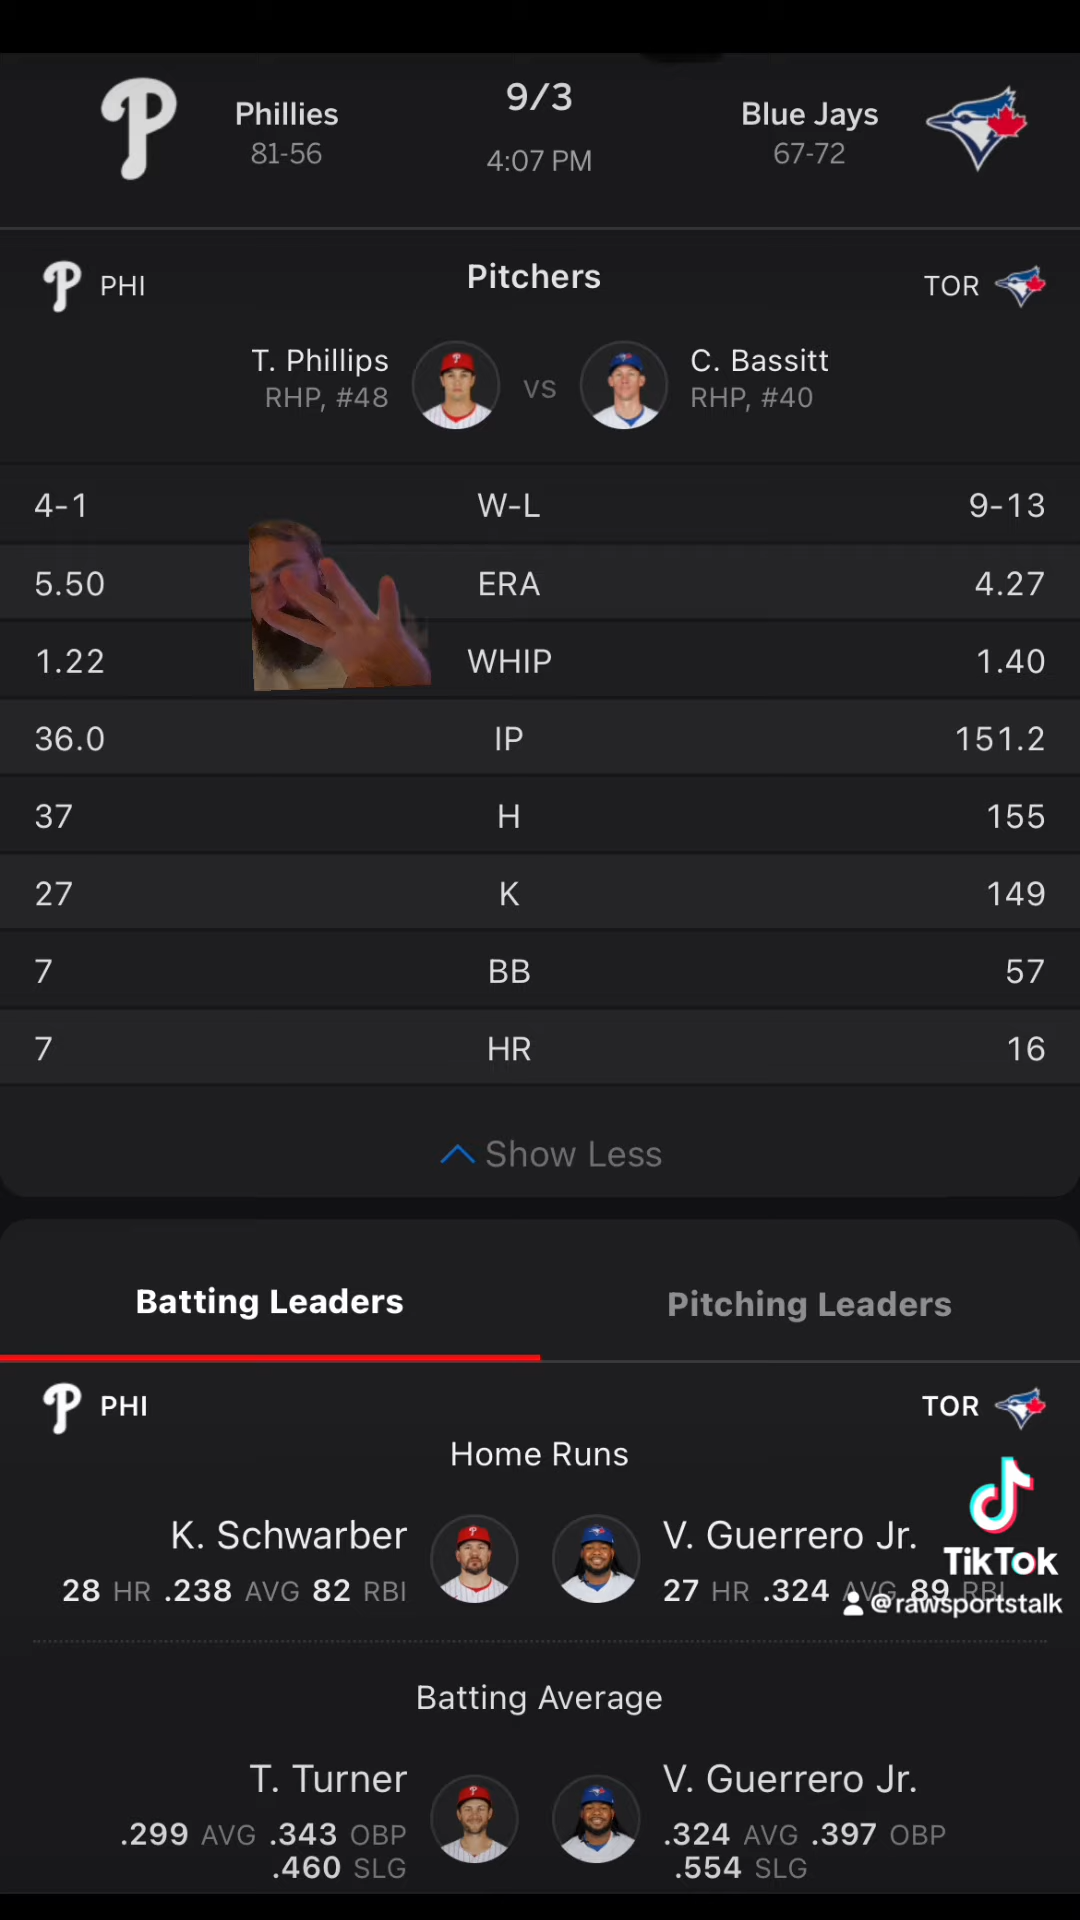 Phillies
81-56
9/3
4:07 PM
Blue Jays
67-72
PHI
Pitchers
TOR
T. Phillips
RHP, #48
VS
C. Bassitt
RHP, #40
4-1 W-L 9-13
5.50 ERA 4.27
1.22 WHIP 1.40
36.0 IP 151.2
37 H 155
27 K 149
7 BB 57
7 HR 16
Show Less
Batting Leaders
Pitching Leaders
PHI
TOR
Home Runs
K. Schwarber
28 HR .238 AVG 82 RBI
V. Guerrero Jr.
27 HR .324 AVG 89 RBI
TikTok
@rawsportstalk
Batting Average
T. Turner
.299 AVG .343 OBP
.460 SLG
V. Guerrero Jr.
.324 AVG .397 OBP
.554 SLG